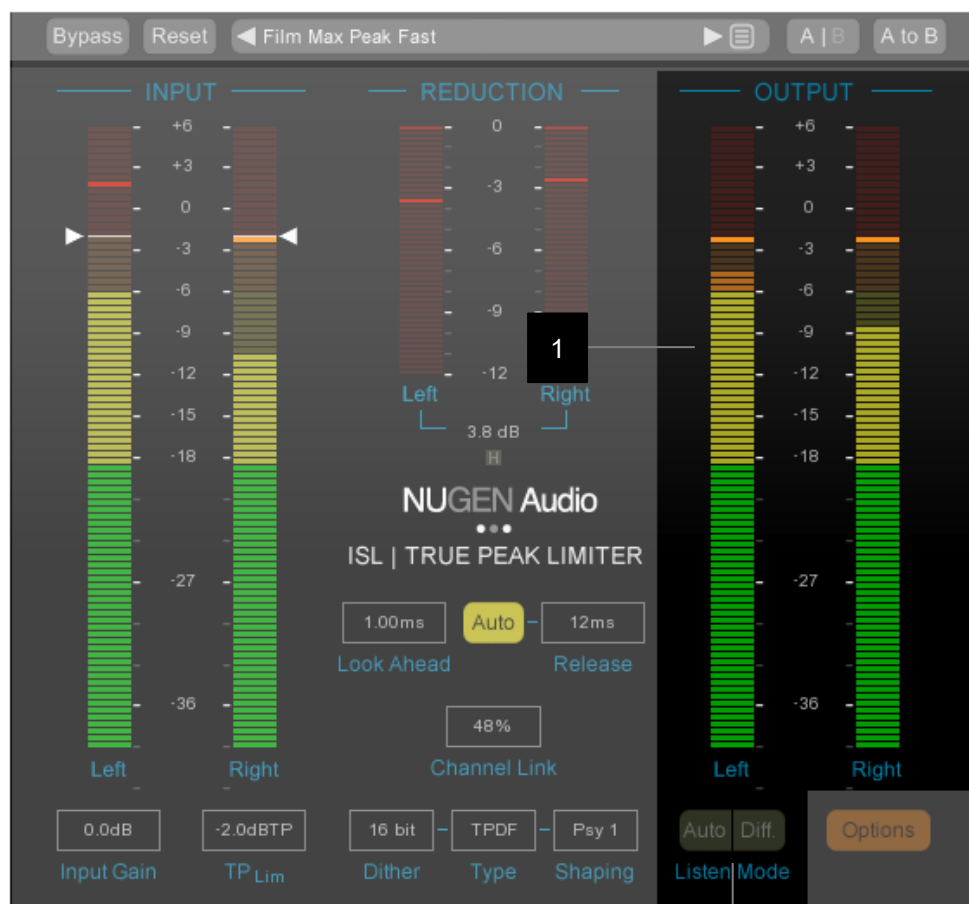 Bypass Reset Film Max Peak Fast A | B A to B
INPUT REDUCTION OUTPUT
+6 0 +6
+3 +3
0 -3 0
-3 -3
-6 -6 -6
-9 -9 -9
1
-12 -12 -12
Left Right
-15 -15
3.8 dB
-18 H -18
NUGEN Audio
ISL | TRUE PEAK LIMITER
-27 -27
1.00ms Auto 12ms
Look Ahead Release
-36 -36
48%
Left Right Channel Link Left Right
0.0dB -2.0dBTP 16 bit TPDF Psy 1 Auto Diff. Options
Input Gain TP Lim Dither Type Shaping Listen Mode